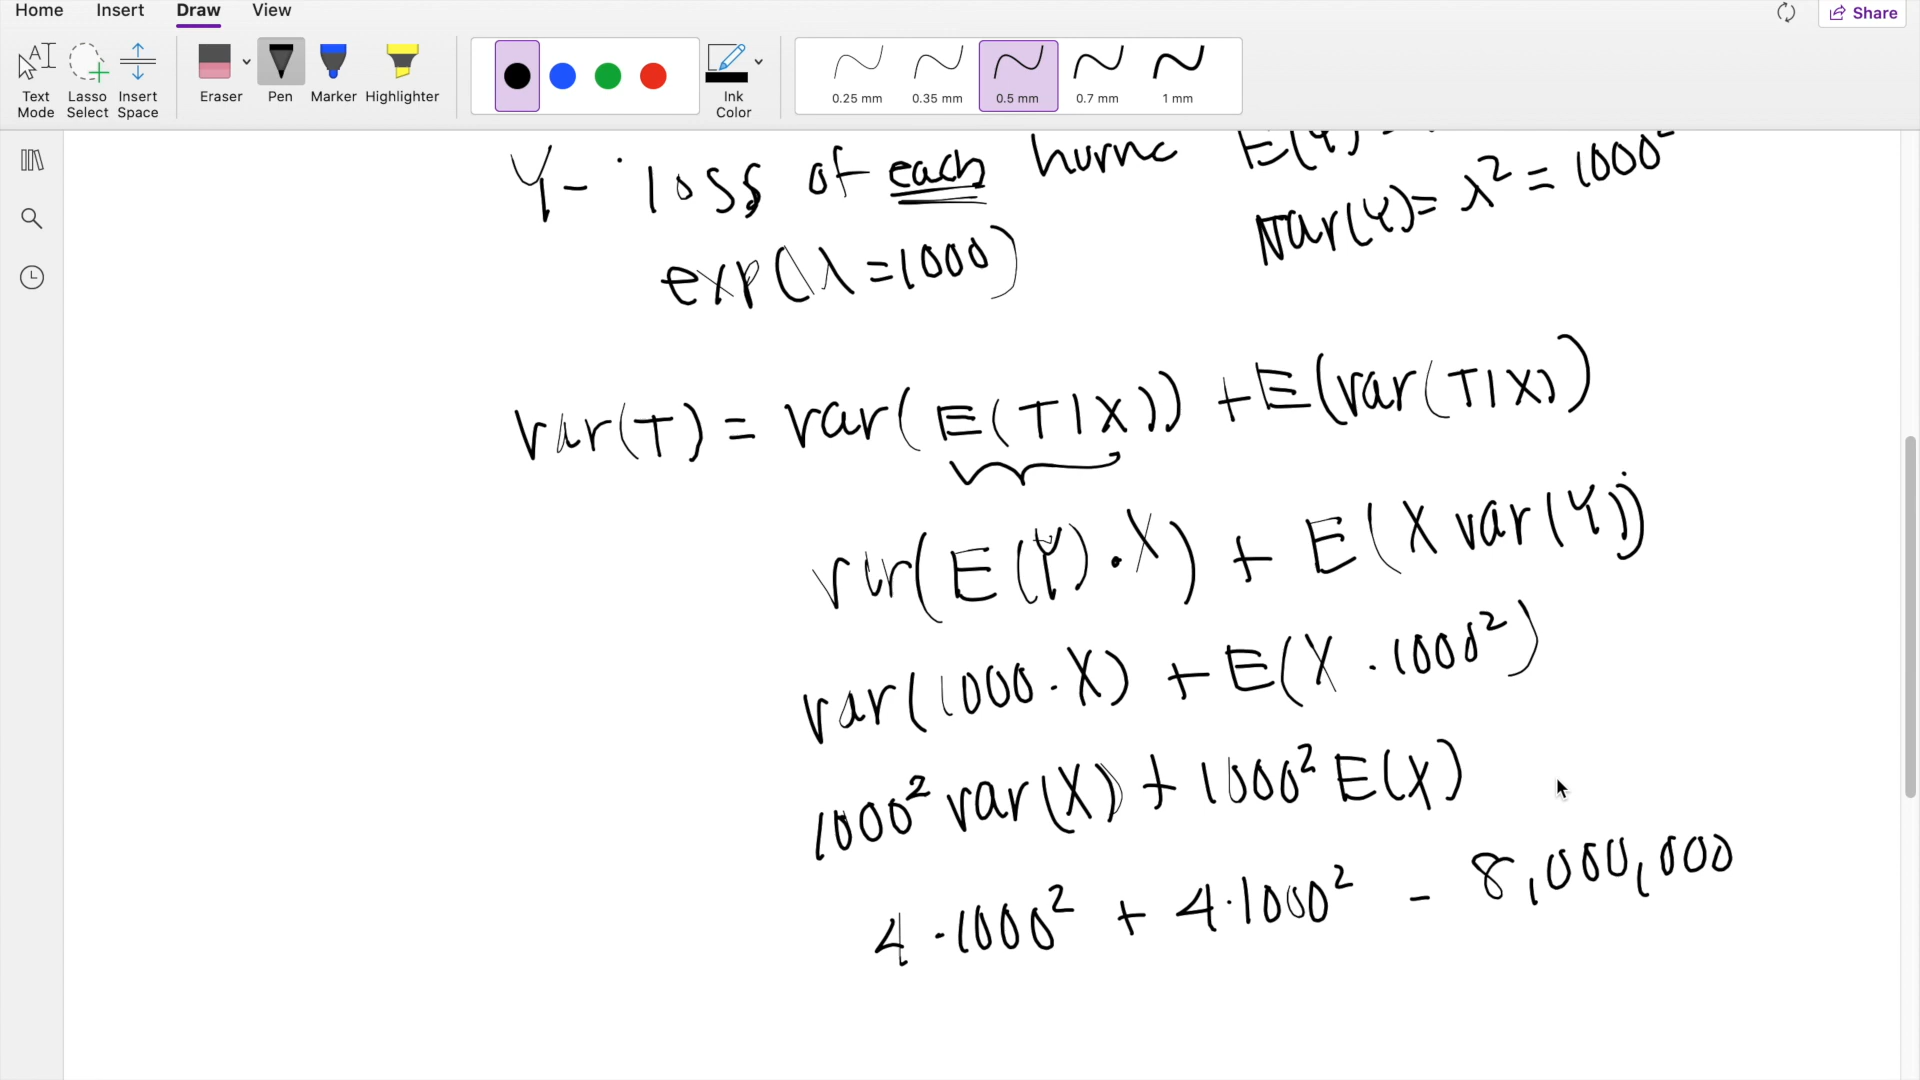 Home Insert Draw View Share
Text Mode Lasso Select Insert Space Eraser Pen Marker Highlighter Ink Color 0.25 mm 0.35 mm 0.5 mm 0.7 mm 1 mm
Y - loss of each home E(Y) =
exp(λ=1000) Var(Y) = λ² = 1000²
var(T) = var(E(T|X)) + E(var(T|X))
var(E(Y)·X) + E(X var(Y))
var(1000·X) + E(X·1000²)
1000² var(X) + 1000² E(X)
4·1000² + 4·1000² - 8,000,000